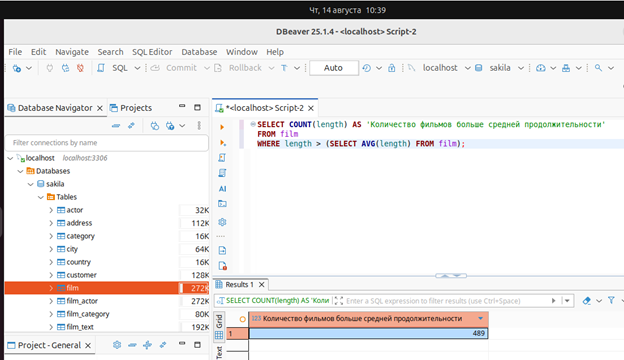 Чт, 14 августа 10:39
DBeaver 25.1.4 - <localhost> Script-2
File Edit Navigate Search SQL Editor Database Window Help
SQL Commit Rollback T Auto localhost sakila
Database Navigator Projects
*<localhost> Script-2
Filter connections by name
localhost localhost:3306
Databases
sakila
Tables
actor 32K
address 112K
category 16K
city 64K
country 16K
customer 128K
film 272K
film_actor 272K
film_category 80K
film_text 192K
Project - General
SELECT COUNT(length) AS 'Количество фильмов больше средней продолжительности'
FROM film
WHERE length > (SELECT AVG(length) FROM film);
AI
Results 1
SELECT COUNT(length) AS 'Коли
Enter a SQL expression to filter results (use Ctrl+Space)
Grid
Text
123 Количество фильмов больше средней продолжительности
1 489